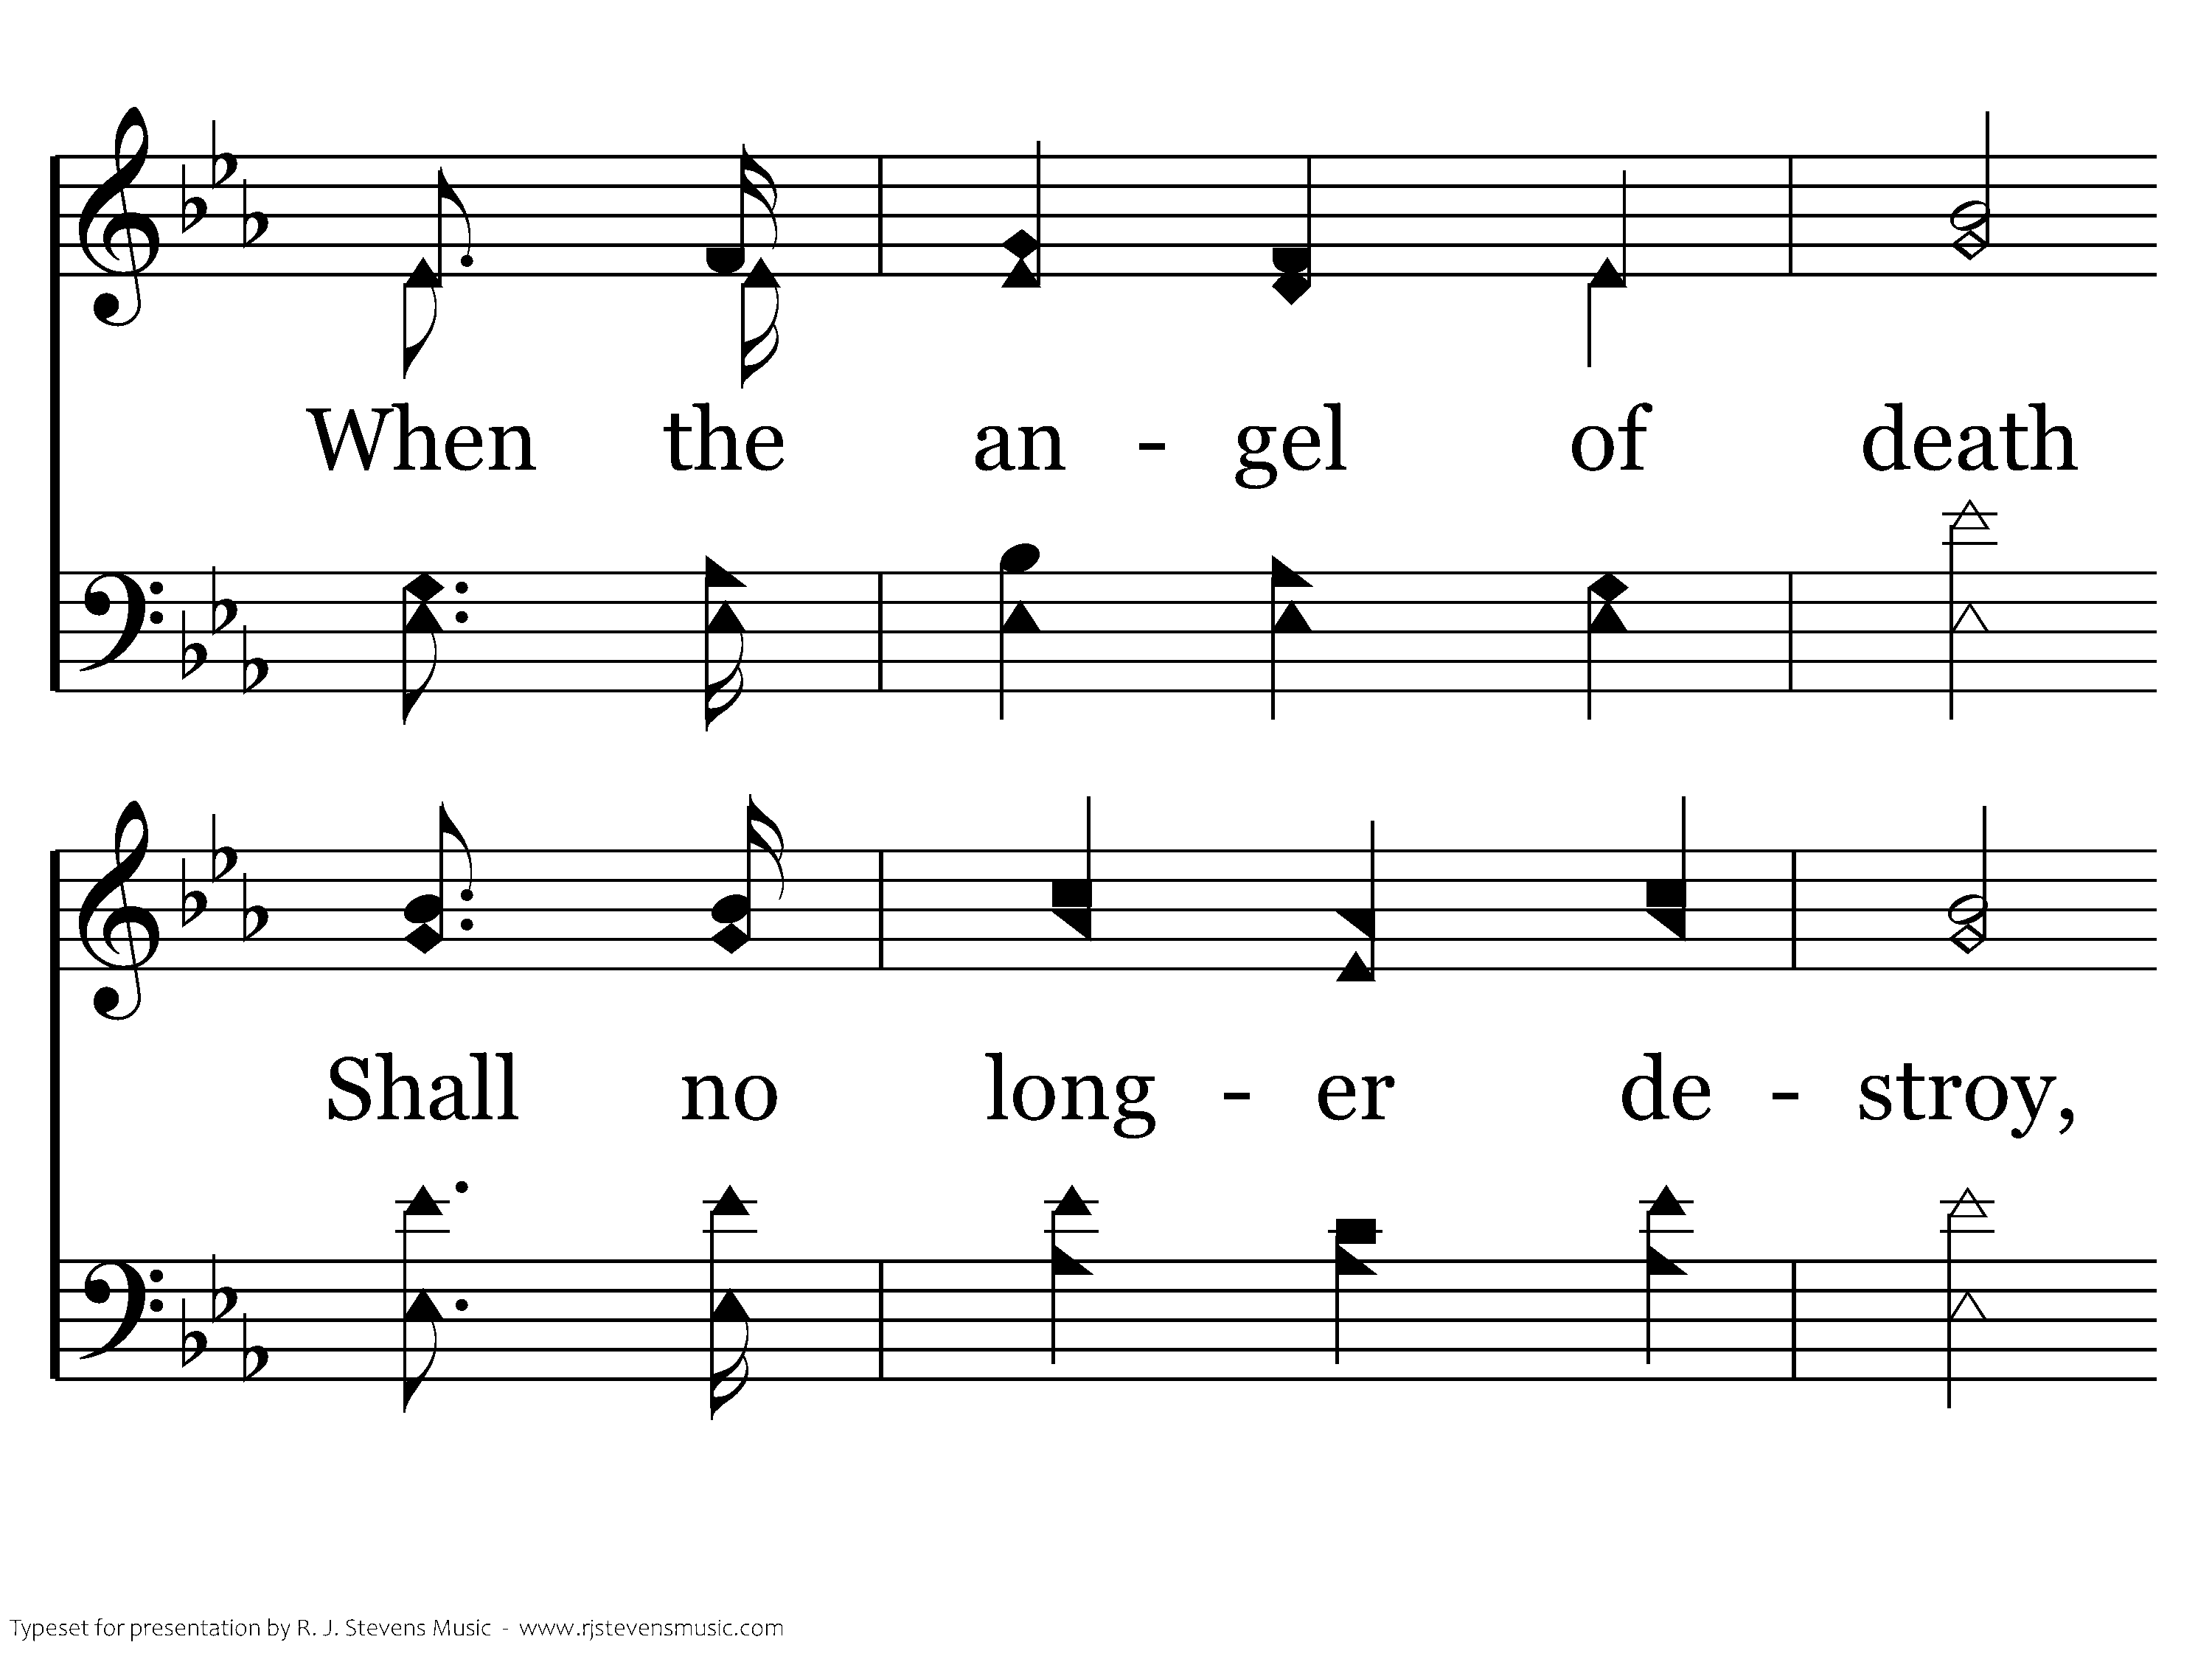 When the an - gel of death
Shall no long - er de - stroy,
Typeset for presentation by R. J. Stevens Music - www.rjstevensmusic.com